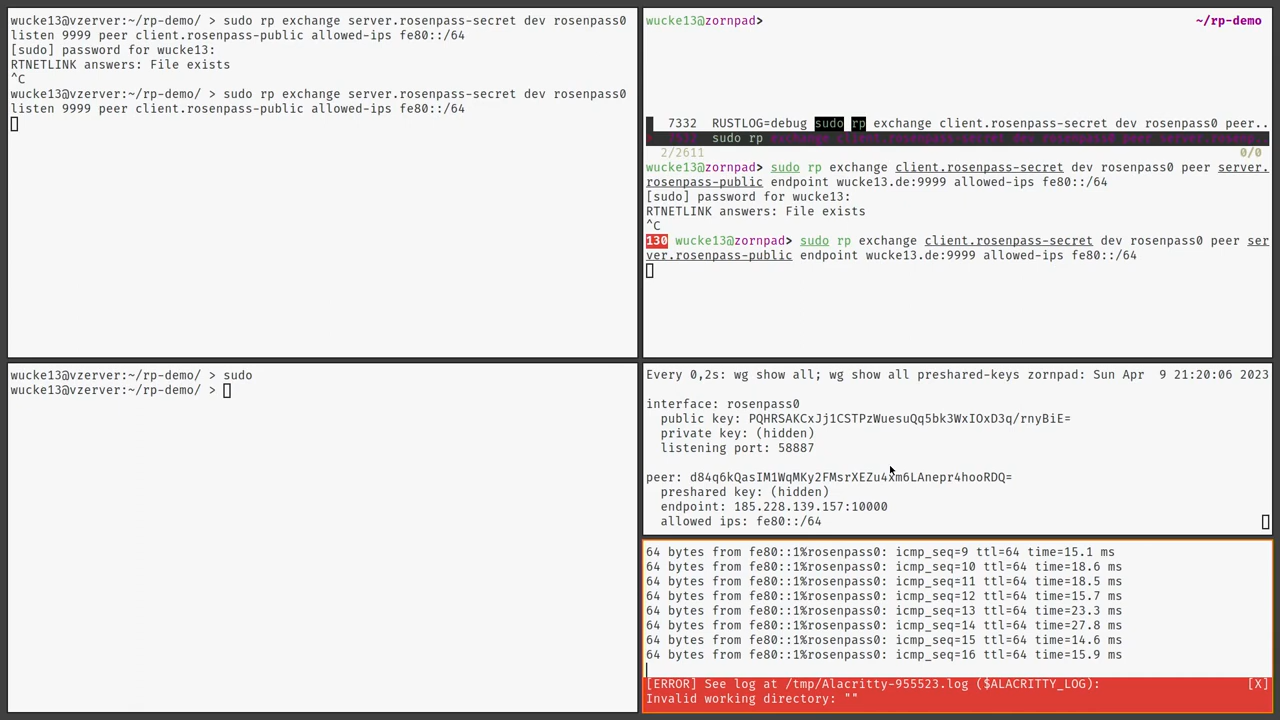 wucke13@vzerver:~/rp-demo/ > sudo rp exchange server.rosenpass-secret dev rosenpass0
listen 9999 peer client.rosenpass-public allowed-ips fe80::/64
[sudo] password for wucke13:
RTNETLINK answers: File exists
^C
wucke13@vzerver:~/rp-demo/ > sudo rp exchange server.rosenpass-secret dev rosenpass0
listen 9999 peer client.rosenpass-public allowed-ips fe80::/64
wucke13@zornpad> ~/rp-demo
7332 RUSTLOG=debug sudo rp exchange client.rosenpass-secret dev rosenpass0 peer..
sudo rp exchange client.rosenpass-secret dev rosenpass0 peer
2/2611 0/0
wucke13@zornpad> sudo rp exchange client.rosenpass-secret dev rosenpass0 peer server.
rosenpass-public endpoint wucke13.de:9999 allowed-ips fe80::/64
[sudo] password for wucke13:
RTNETLINK answers: File exists
^C
130 wucke13@zornpad> sudo rp exchange client.rosenpass-secret dev rosenpass0 peer ser
ver.rosenpass-public endpoint wucke13.de:9999 allowed-ips fe80::/64
wucke13@vzerver:~/rp-demo/ > sudo
wucke13@vzerver:~/rp-demo/ >
Every 0,2s: wg show all; wg show all preshared-keys zornpad: Sun Apr  9 21:20:06 2023
interface: rosenpass0
public key: PQHRSAKCxJj1CSTPzWuesuQq5bk3WxIOxD3q/rnyBiE=
private key: (hidden)
listening port: 58887
peer: d84q6kQasIM1WqMKy2FMsrXEZu4xm6LAnepr4hooRDQ=
preshared key: (hidden)
endpoint: 185.228.139.157:10000
allowed ips: fe80::/64
64 bytes from fe80::1%rosenpass0: icmp_seq=9 ttl=64 time=15.1 ms
64 bytes from fe80::1%rosenpass0: icmp_seq=10 ttl=64 time=18.6 ms
64 bytes from fe80::1%rosenpass0: icmp_seq=11 ttl=64 time=18.5 ms
64 bytes from fe80::1%rosenpass0: icmp_seq=12 ttl=64 time=15.7 ms
64 bytes from fe80::1%rosenpass0: icmp_seq=13 ttl=64 time=23.3 ms
64 bytes from fe80::1%rosenpass0: icmp_seq=14 ttl=64 time=27.8 ms
64 bytes from fe80::1%rosenpass0: icmp_seq=15 ttl=64 time=14.6 ms
64 bytes from fe80::1%rosenpass0: icmp_seq=16 ttl=64 time=15.9 ms
[ERROR] See log at /tmp/Alacritty-955523.log ($ALACRITTY_LOG): [X]
Invalid working directory: ""